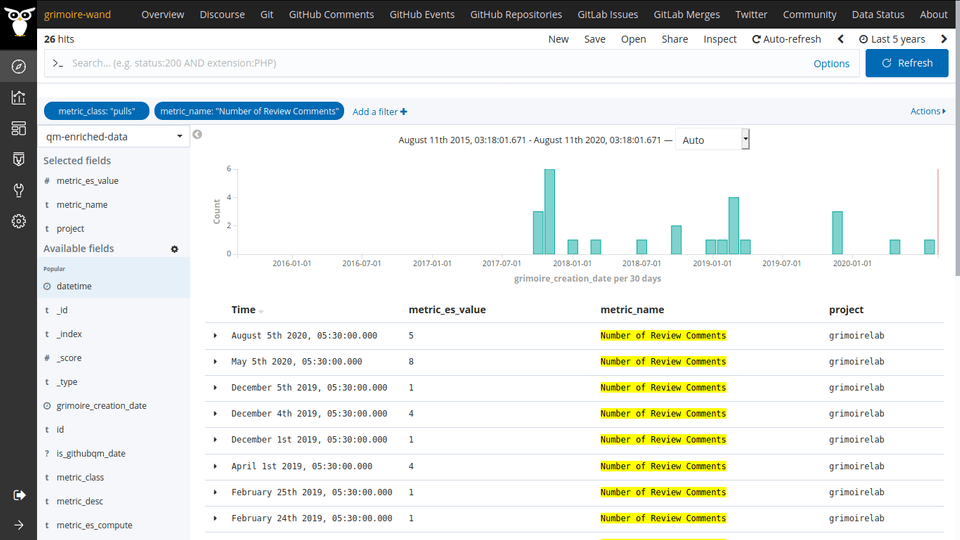 grimoire-wand Overview Discourse Git GitHub Comments GitHub Events GitHub Repositories GitLab Issues GitLab Merges Twitter Community Data Status About
26 hits New Save Open Share Inspect Auto-refresh Last 5 years
>_ Search... (e.g. status:200 AND extension:PHP) Options Refresh
metric_class: "pulls" metric_name: "Number of Review Comments" Add a filter + Actions
qm-enriched-data
Selected fields
# metric_es_value
t metric_name
t project
Available fields
Popular
datetime
t _id
t _index
# _score
t _type
grimoire_creation_date
t id
? is_githubqm_date
t metric_class
t metric_desc
t metric_es_compute
August 11th 2015, 03:18:01.671 - August 11th 2020, 03:18:01.671 — Auto
Count
6
4
2
0
2016-01-01 2016-07-01 2017-01-01 2017-07-01 2018-01-01 2018-07-01 2019-01-01 2019-07-01 2020-01-01
grimoire_creation_date per 30 days
Time metric_es_value metric_name project
August 5th 2020, 05:30:00.000 5 Number of Review Comments grimoirelab
May 5th 2020, 05:30:00.000 8 Number of Review Comments grimoirelab
December 5th 2019, 05:30:00.000 1 Number of Review Comments grimoirelab
December 4th 2019, 05:30:00.000 4 Number of Review Comments grimoirelab
December 1st 2019, 05:30:00.000 1 Number of Review Comments grimoirelab
April 1st 2019, 05:30:00.000 4 Number of Review Comments grimoirelab
February 25th 2019, 05:30:00.000 1 Number of Review Comments grimoirelab
February 24th 2019, 05:30:00.000 1 Number of Review Comments grimoirelab